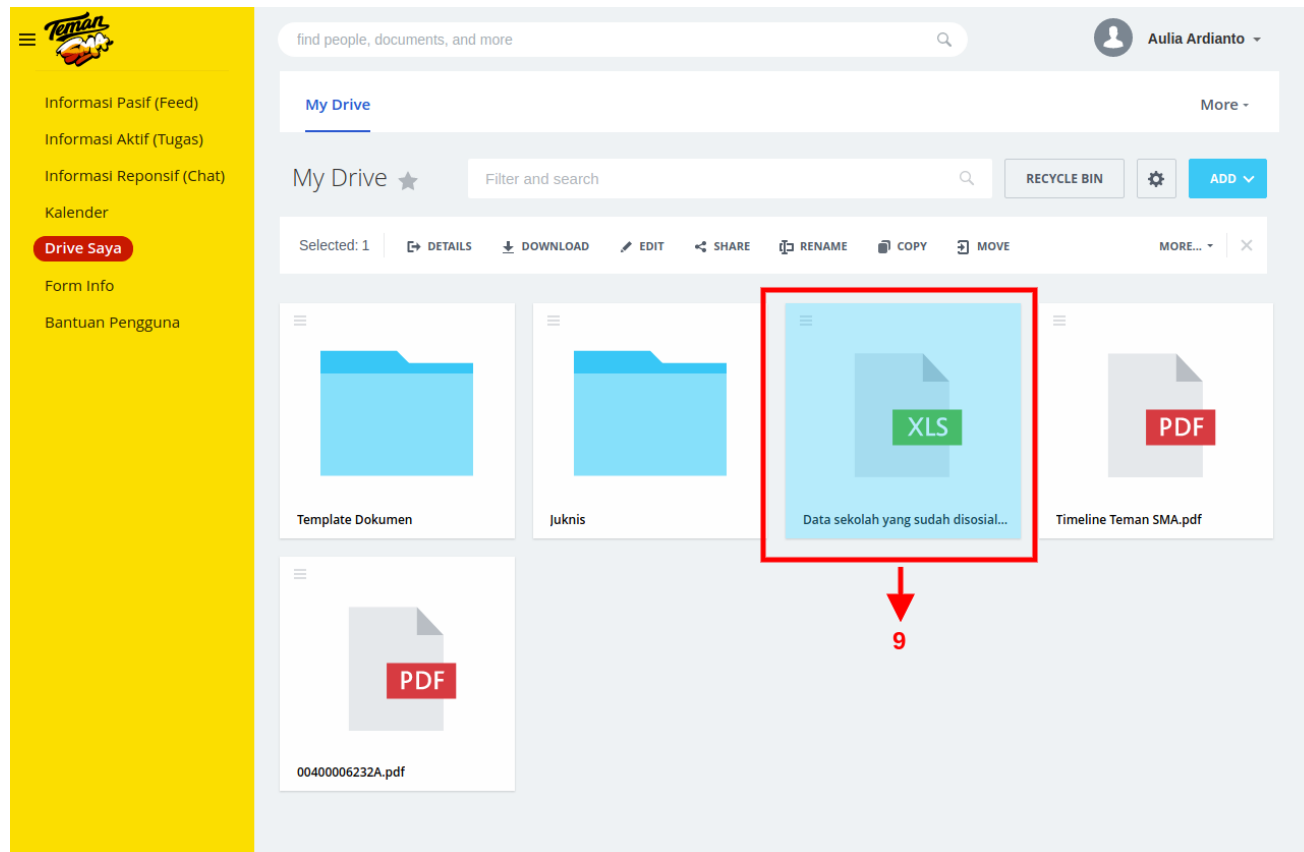 Teman
SMA
find people, documents, and more
Aulia Ardianto
Informasi Pasif (Feed)
Informasi Aktif (Tugas)
Informasi Reponsif (Chat)
Kalender
Drive Saya
Form Info
Bantuan Pengguna
My Drive
More
My Drive
Filter and search
RECYCLE BIN
ADD
Selected: 1 DETAILS DOWNLOAD EDIT SHARE RENAME COPY MOVE MORE...
XLS
PDF
Template Dokumen
Juknis
Data sekolah yang sudah disosial...
Timeline Teman SMA.pdf
9
PDF
00400006232A.pdf